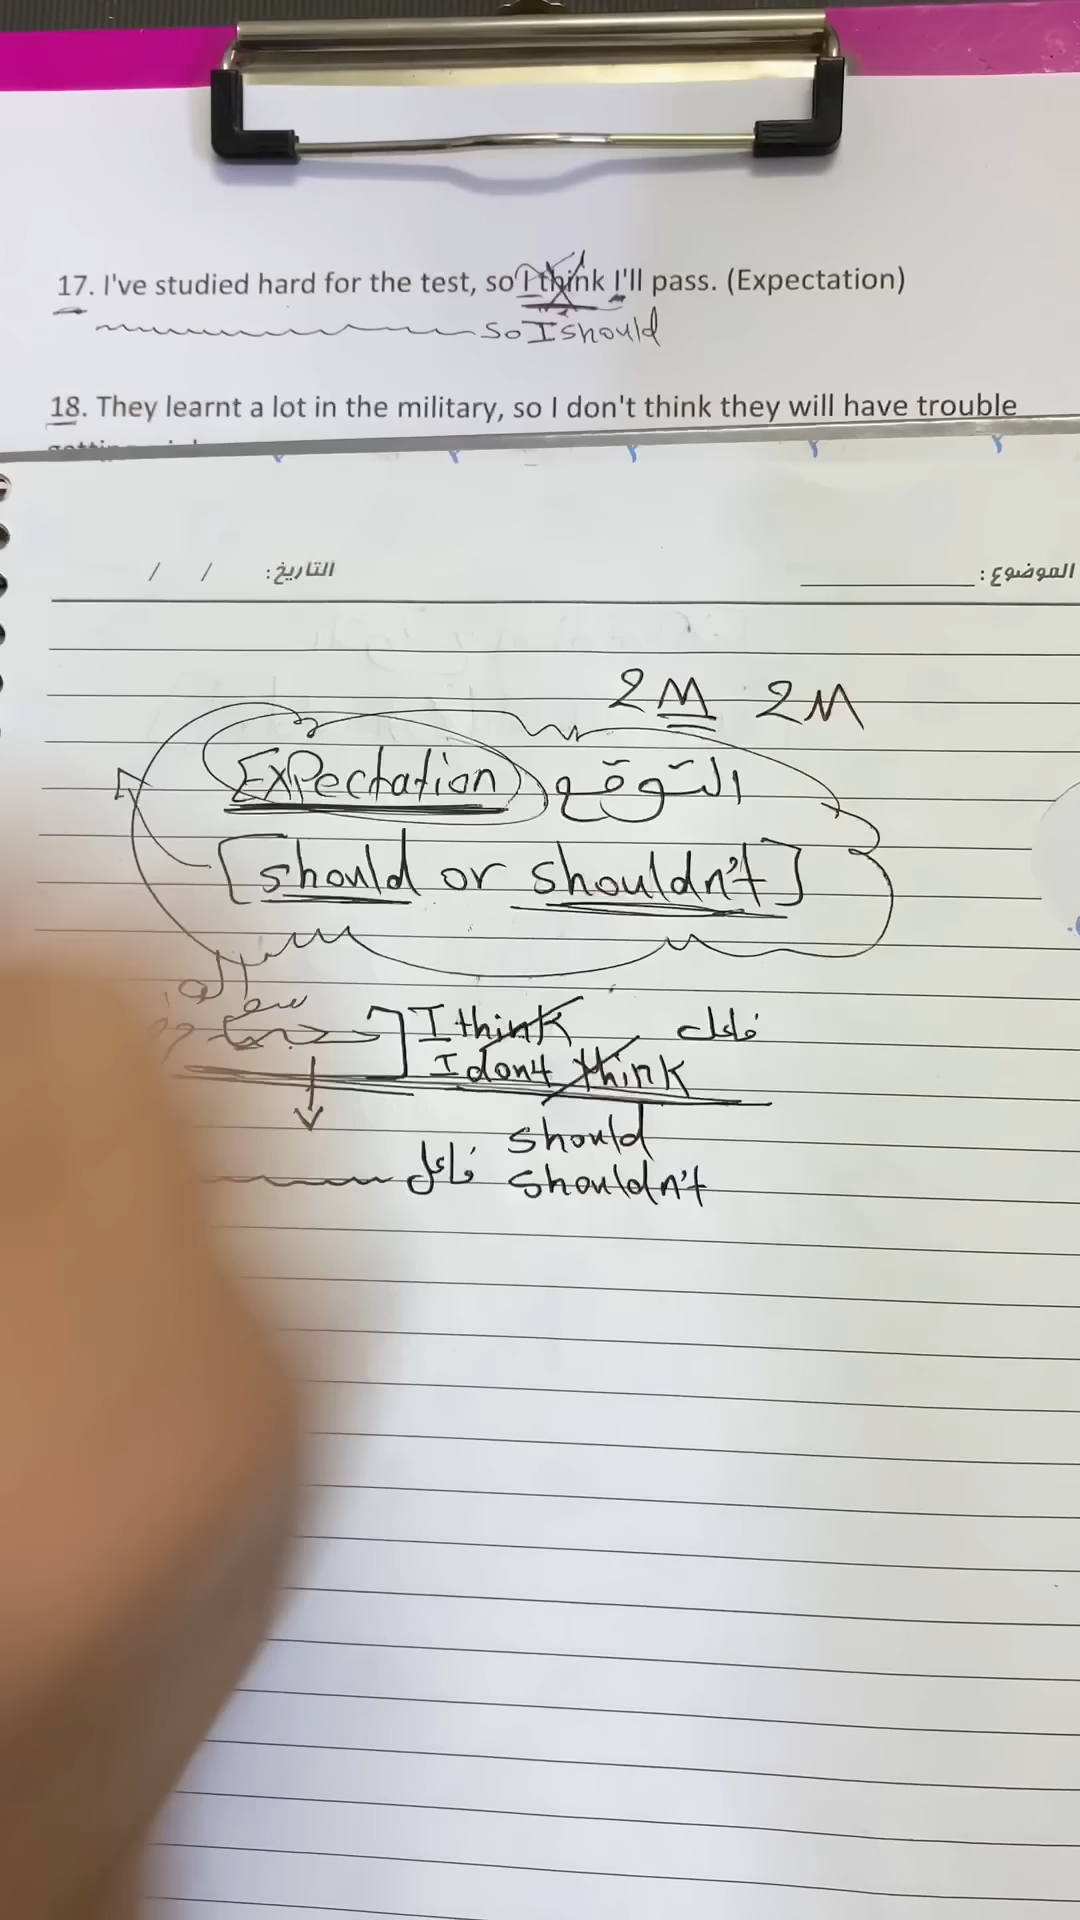 17. I've studied hard for the test, so I think I'll pass. (Expectation)
so I should
18. They learnt a lot in the military, so I don't think they will have trouble
الموضوع: التاريخ: / /
2M 2M
Expectation التوقع
[should or shouldn't]
I think فاعل
I don't think
should
فاعل shouldn't